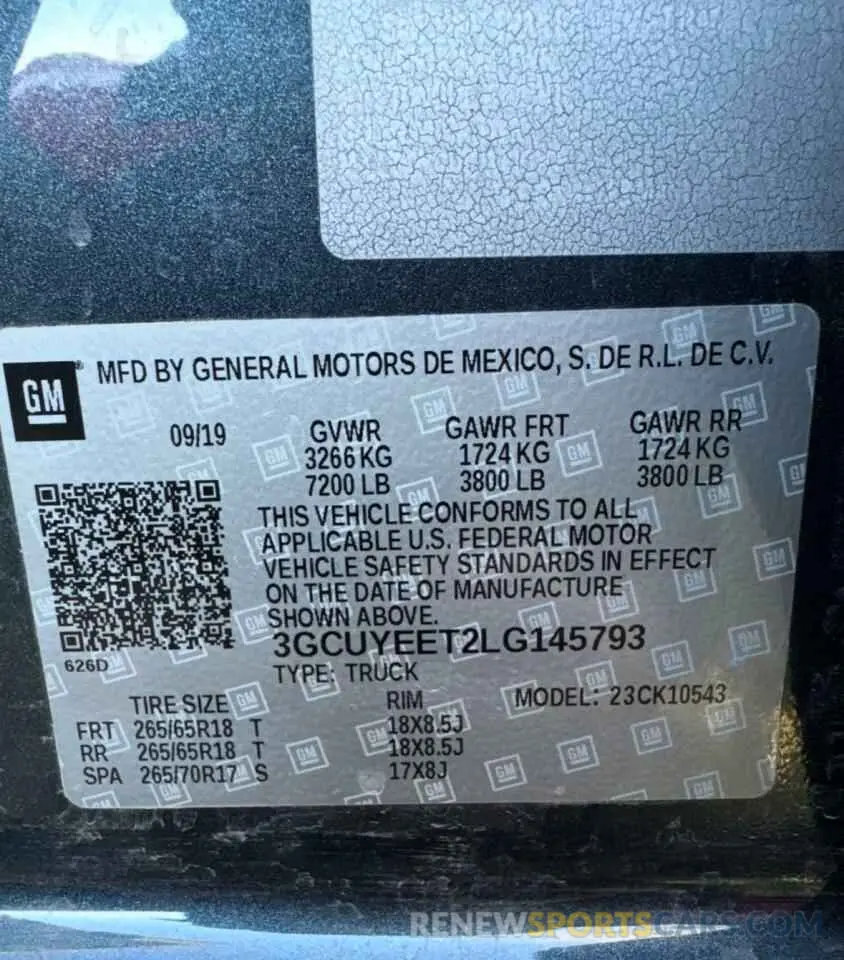 GM® MFD BY GENERAL MOTORS DE MEXICO, S. DE R.L. DE C.V.
09/19 GVWR GAWR FRT GAWR RR
3266 KG 1724 KG 1724 KG
7200 LB 3800 LB 3800 LB
THIS VEHICLE CONFORMS TO ALL
APPLICABLE U.S. FEDERAL MOTOR
VEHICLE SAFETY STANDARDS IN EFFECT
ON THE DATE OF MANUFACTURE
SHOWN ABOVE.
3GCUYEET2LG145793
626D
TYPE: TRUCK
TIRE SIZE RIM MODEL: 23CK10543
FRT 265/65R18 T 18X8.5J
RR 265/65R18 T 18X8.5J
SPA 265/70R17 S 17X8J
RENEWSPORTSCARS.COM